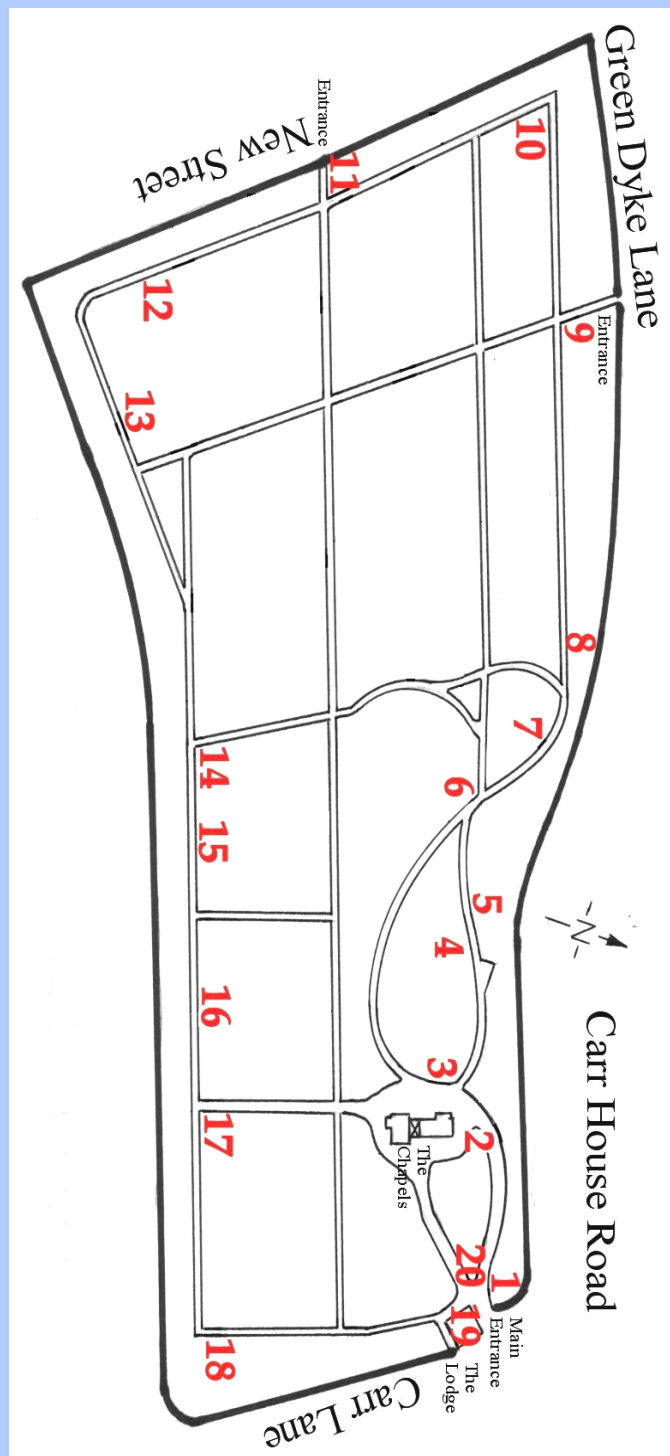 Green Dyke Lane
Entrance
New Street
10
11
Entrance
9
12
13
8
7
14
6
15
5
N
4
16
Carr House Road
3
17
2
The
Chapels
20
1
Main
Entrance
19
The
Lodge
18
Carr Lane